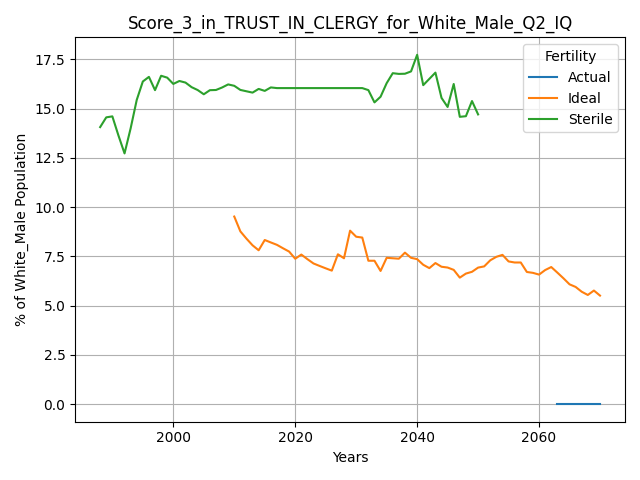 Score_3_in_TRUST_IN_CLERGY_for_White_Male_Q2_IQ
Fertility
Actual
Ideal
Sterile
% of White_Male Population
17.5
15.0
12.5
10.0
7.5
5.0
2.5
0.0
2000
2020
2040
2060
Years